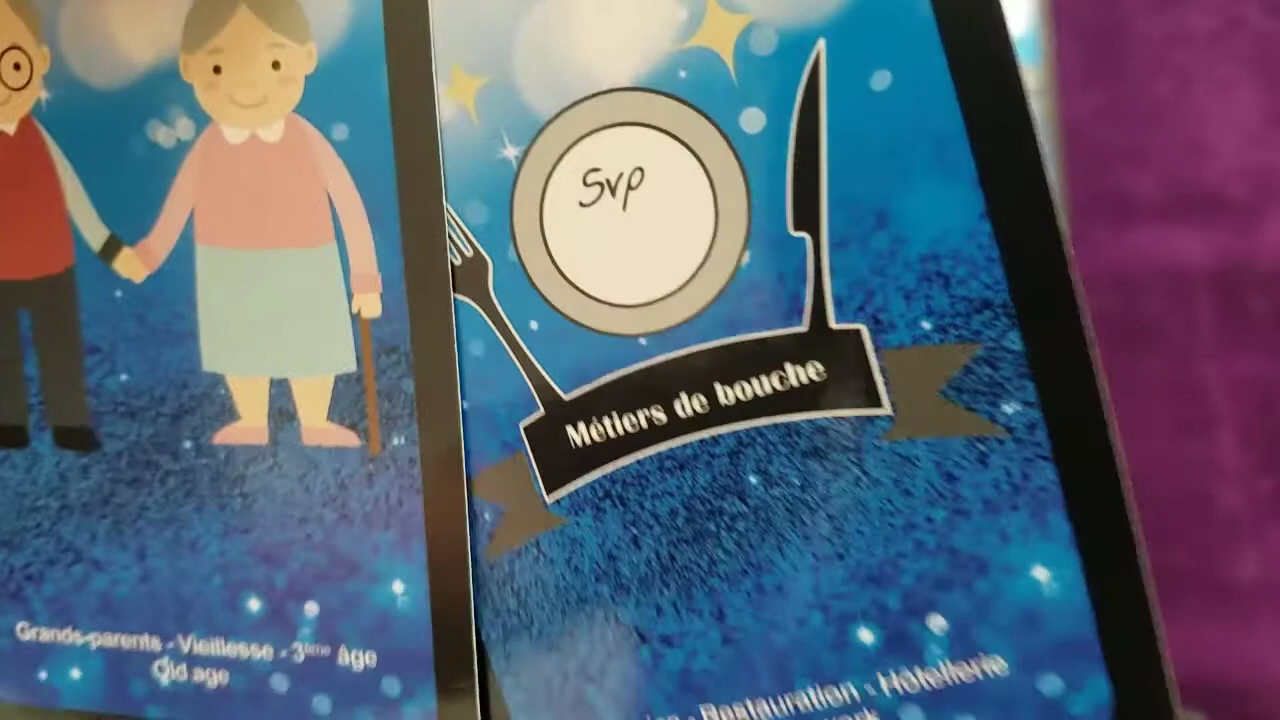 Svp
Métiers de bouche
Grands-parents - Vieillesse - 3ème âge
Old age
- Restauration - Hôtellerie